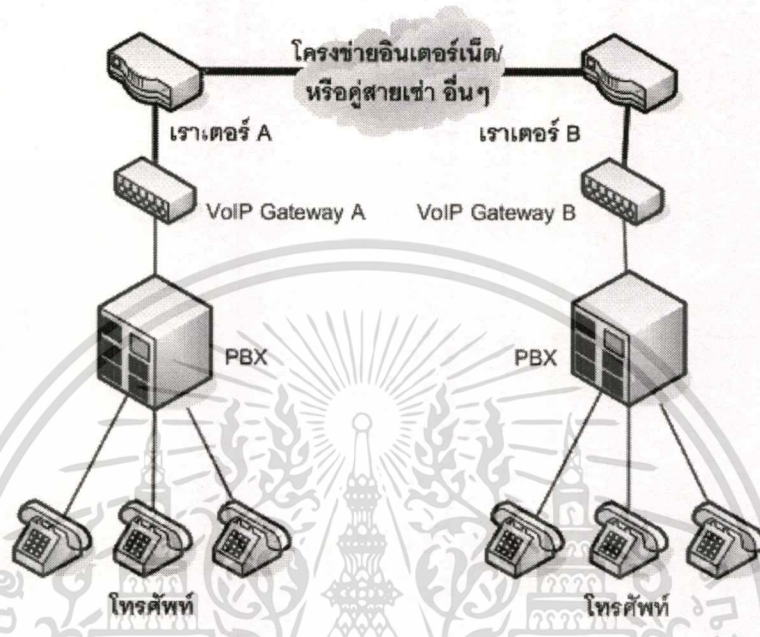 โครงข่ายอินเตอร์เน็ต/
หรือคู่สายเช่า อื่นๆ
เราเตอร์ A
เราเตอร์ B
VoIP Gateway A
VoIP Gateway B
PBX
PBX
โทรศัพท์
โทรศัพท์